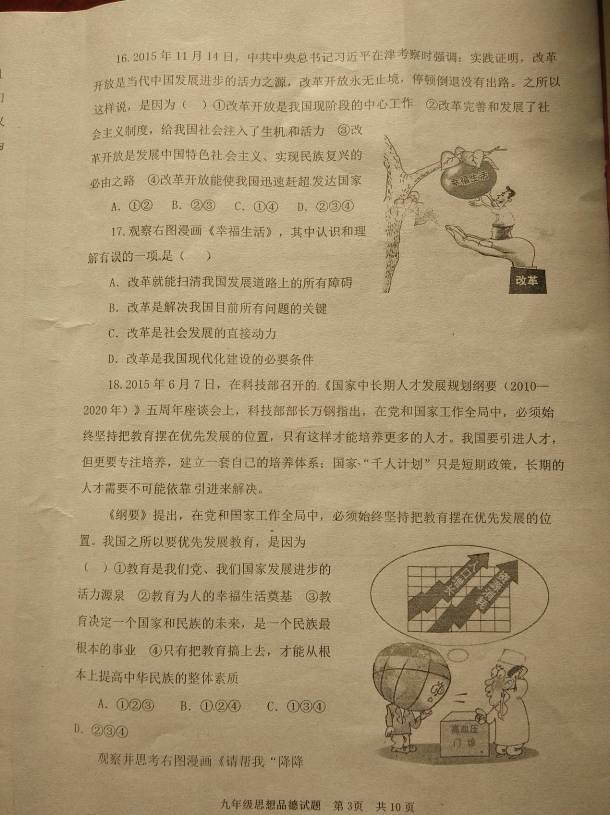 16.2015年11月14日，中共中央总书记习近平在津考察时强调：实践证明，改革
开放是当代中国发展进步的活力之源，改革开放永无止境，停顿倒退没有出路。之所以
这样说，是因为（ ）①改革开放是我国现阶段的中心工作 ②改革完善和发展了社
会主义制度，给我国社会注入了生机和活力 ③改
革开放是发展中国特色社会主义、实现民族复兴的
必由之路 ④改革开放能使我国迅速赶超发达国家
A．①② B．②③ C．①④ D．②③④
幸福生活
改革
17.观察右图漫画《幸福生活》，其中认识和理
解有误的一项是（ ）
A．改革就能扫清我国发展道路上的所有障碍
B．改革是解决我国目前所有问题的关键
C．改革是社会发展的直接动力
D．改革是我国现代化建设的必要条件
18.2015年6月7日，在科技部召开的《国家中长期人才发展规划纲要（2010—
2020年）》五周年座谈会上，科技部部长万钢指出，在党和国家工作全局中，必须始
终坚持把教育摆在优先发展的位置，只有这样才能培养更多的人才。我国要引进人才，
但更要专注培养，建立一套自己的培养体系；国家“千人计划”只是短期政策，长期的
人才需要不可能依靠引进来解决。
《纲要》提出，在党和国家工作全局中，必须始终坚持把教育摆在优先发展的位
置。我国之所以要优先发展教育，是因为
（ ）①教育是我们党、我们国家发展进步的
活力源泉 ②教育为人的幸福生活奠基 ③教
育决定一个国家和民族的未来，是一个民族最
根本的事业 ④只有把教育搞上去，才能从根
本上提高中华民族的整体素质
A．①②③ B．①②④ C．①③④
D．②③④
人口增长
高血压
门诊
观察并思考右图漫画《请帮我“降降
九年级思想品德试题 第3页 共10页